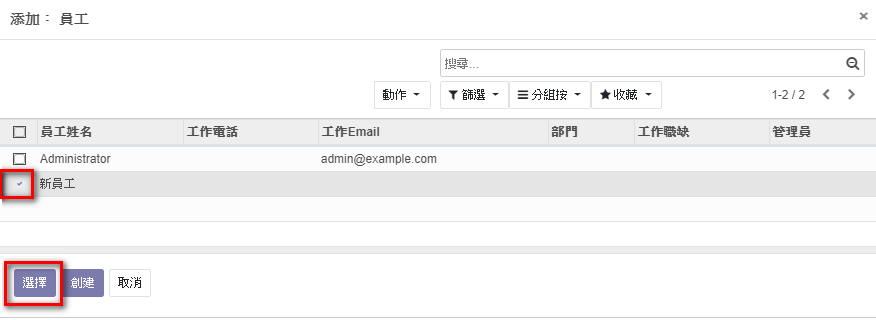 添加： 員工
×
搜尋...
動作 篩選 分組按 收藏 1-2 / 2
員工姓名 工作電話 工作Email 部門 工作職缺 管理員
Administrator admin@example.com
新員工
選擇 創建 取消